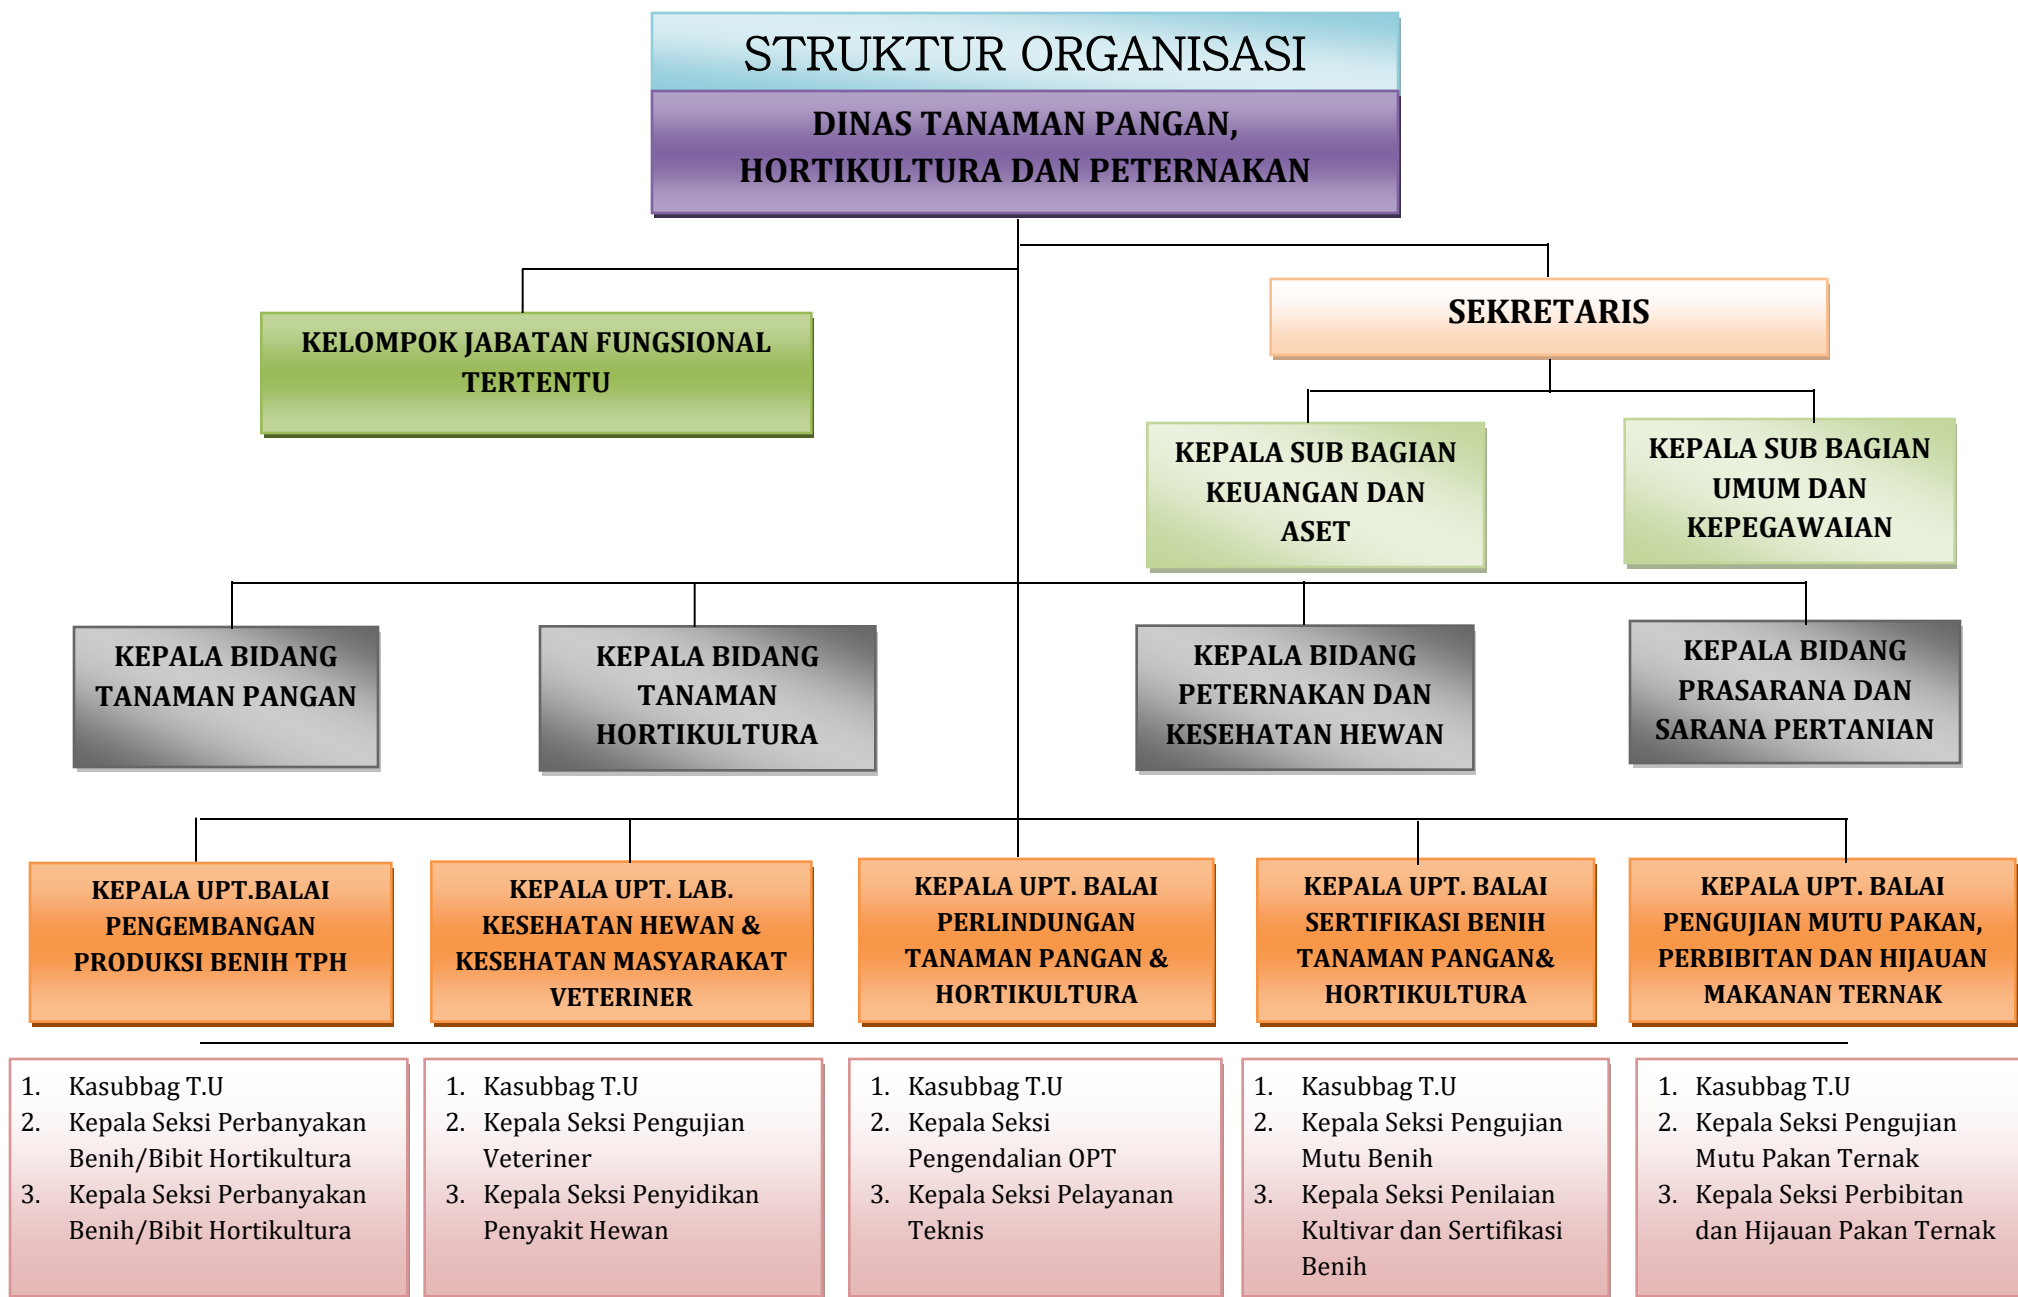 STRUKTUR ORGANISASI
DINAS TANAMAN PANGAN,
HORTIKULTURA DAN PETERNAKAN
KELOMPOK JABATAN FUNGSIONAL
TERTENTU
SEKRETARIS
KEPALA SUB BAGIAN
KEUANGAN DAN
ASET
KEPALA SUB BAGIAN
UMUM DAN
KEPEGAWAIAN
KEPALA BIDANG
TANAMAN PANGAN
KEPALA BIDANG
TANAMAN
HORTIKULTURA
KEPALA BIDANG
PETERNAKAN DAN
KESEHATAN HEWAN
KEPALA BIDANG
PRASARANA DAN
SARANA PERTANIAN
KEPALA UPT.BALAI
PENGEMBANGAN
PRODUKSI BENIH TPH
KEPALA UPT. LAB.
KESEHATAN HEWAN &
KESEHATAN MASYARAKAT
VETERINER
KEPALA UPT. BALAI
PERLINDUNGAN
TANAMAN PANGAN &
HORTIKULTURA
KEPALA UPT. BALAI
SERTIFIKASI BENIH
TANAMAN PANGAN&
HORTIKULTURA
KEPALA UPT. BALAI
PENGUJIAN MUTU PAKAN,
PERBIBITAN DAN HIJAUAN
MAKANAN TERNAK
1. Kasubbag T.U
2. Kepala Seksi Perbanyakan
Benih/Bibit Hortikultura
3. Kepala Seksi Perbanyakan
Benih/Bibit Hortikultura
1. Kasubbag T.U
2. Kepala Seksi Pengujian
Veteriner
3. Kepala Seksi Penyidikan
Penyakit Hewan
1. Kasubbag T.U
2. Kepala Seksi
Pengendalian OPT
3. Kepala Seksi Pelayanan
Teknis
1. Kasubbag T.U
2. Kepala Seksi Pengujian
Mutu Benih
3. Kepala Seksi Penilaian
Kultivar dan Sertifikasi
Benih
1. Kasubbag T.U
2. Kepala Seksi Pengujian
Mutu Pakan Ternak
3. Kepala Seksi Perbibitan
dan Hijauan Pakan Ternak